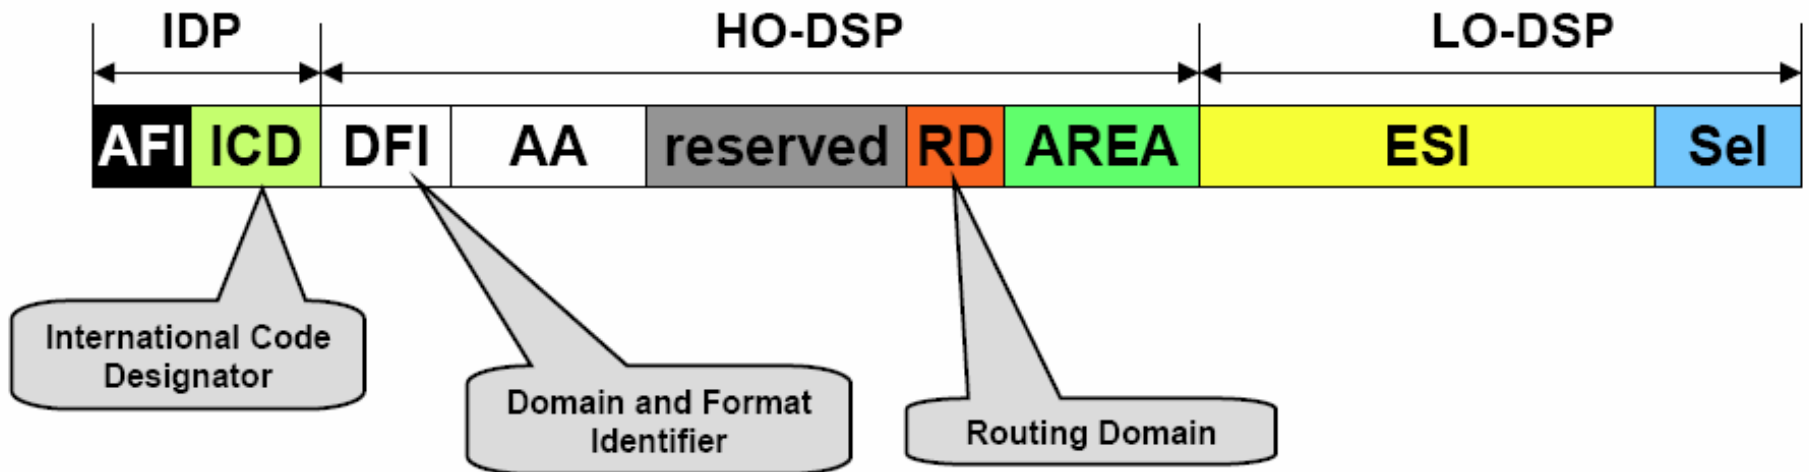 IDP HO-DSP LO-DSP
AFI ICD DFI AA reserved RD AREA ESI Sel
International Code
Designator
Domain and Format
Identifier
Routing Domain